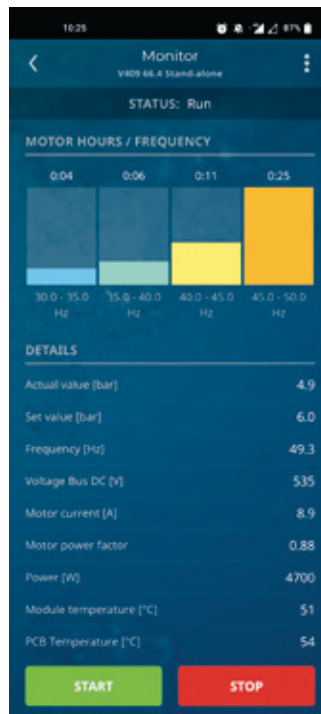 10:25 87%
Monitor
V409 66.4 Stand-alone
STATUS: Run
MOTOR HOURS / FREQUENCY
0:04 0:06 0:11 0:25
30.0 - 35.0 35.0 - 40.0 40.0 - 45.0 45.0 - 50.0
Hz Hz Hz Hz
DETAILS
Actual value [bar] 4.9
Set value [bar] 6.0
Frequency [Hz] 49.3
Voltage Bus DC [V] 535
Motor current [A] 8.9
Motor power factor 0.88
Power [W] 4700
Module temperature [°C] 51
PCB Temperature [°C] 54
START STOP